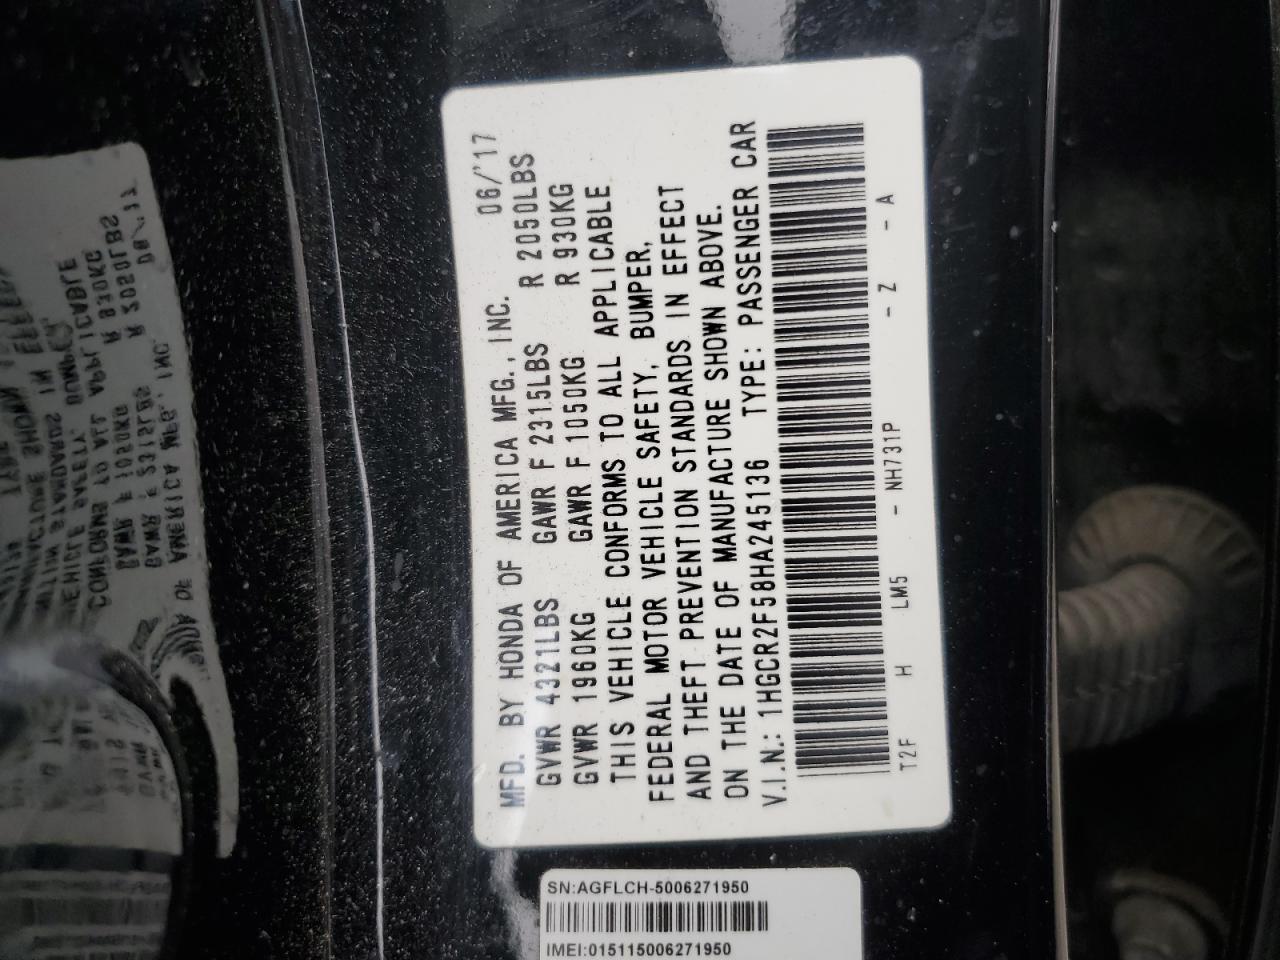 MFD. BY HONDA OF AMERICA MFG., INC. 06/'17
GVWR 4321LBS GAWR F 2315LBS R 2050LBS
GVWR 1960KG GAWR F 1050KG R 930KG
THIS VEHICLE CONFORMS TO ALL APPLICABLE
FEDERAL MOTOR VEHICLE SAFETY, BUMPER,
AND THEFT PREVENTION STANDARDS IN EFFECT
ON THE DATE OF MANUFACTURE SHOWN ABOVE.
V.I.N.: 1HGCR2F58HA245136 TYPE: PASSENGER CAR
T2F H LM5 - NH731P - Z - A
SN:AGFLCH-5006271950
IMEI:015115006271950